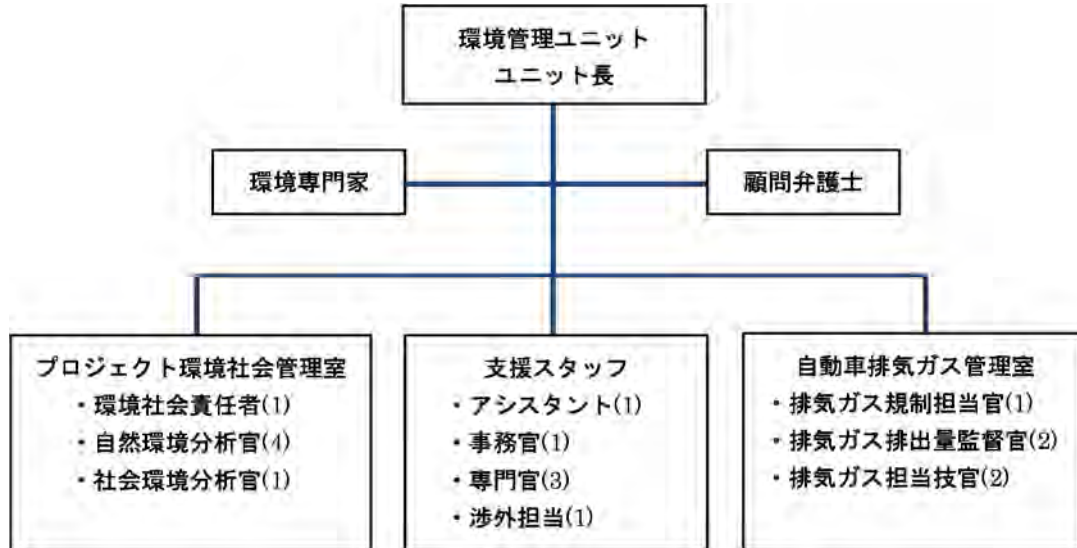 環境管理ユニット
ユニット長
環境専門家
顧問弁護士
プロジェクト環境社会管理室
・環境社会責任者(1)
・自然環境分析官(4)
・社会環境分析官(1)
支援スタッフ
・アシスタント(1)
・事務官(1)
・専門官(3)
・渉外担当(1)
自動車排気ガス管理室
・排気ガス規制担当官(1)
・排気ガス排出量監督官(2)
・排気ガス担当技官(2)